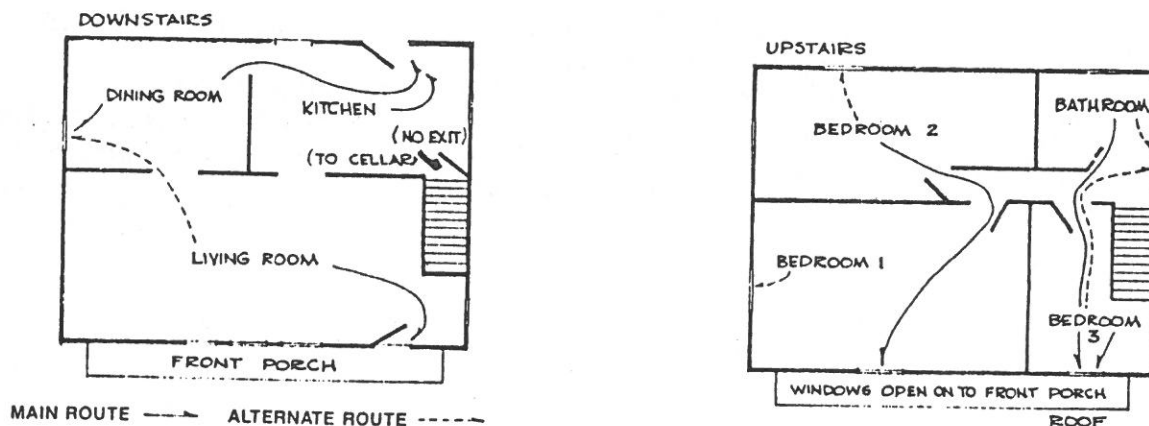 DOWNSTAIRS
DINING ROOM
KITCHEN
(NO EXIT)
(TO CELLAR)
LIVING ROOM
FRONT PORCH
MAIN ROUTE
ALTERNATE ROUTE
UPSTAIRS
BATHROOM
BEDROOM 2
BEDROOM 1
BEDROOM
3
WINDOWS OPEN ON TO FRONT PORCH
ROOF